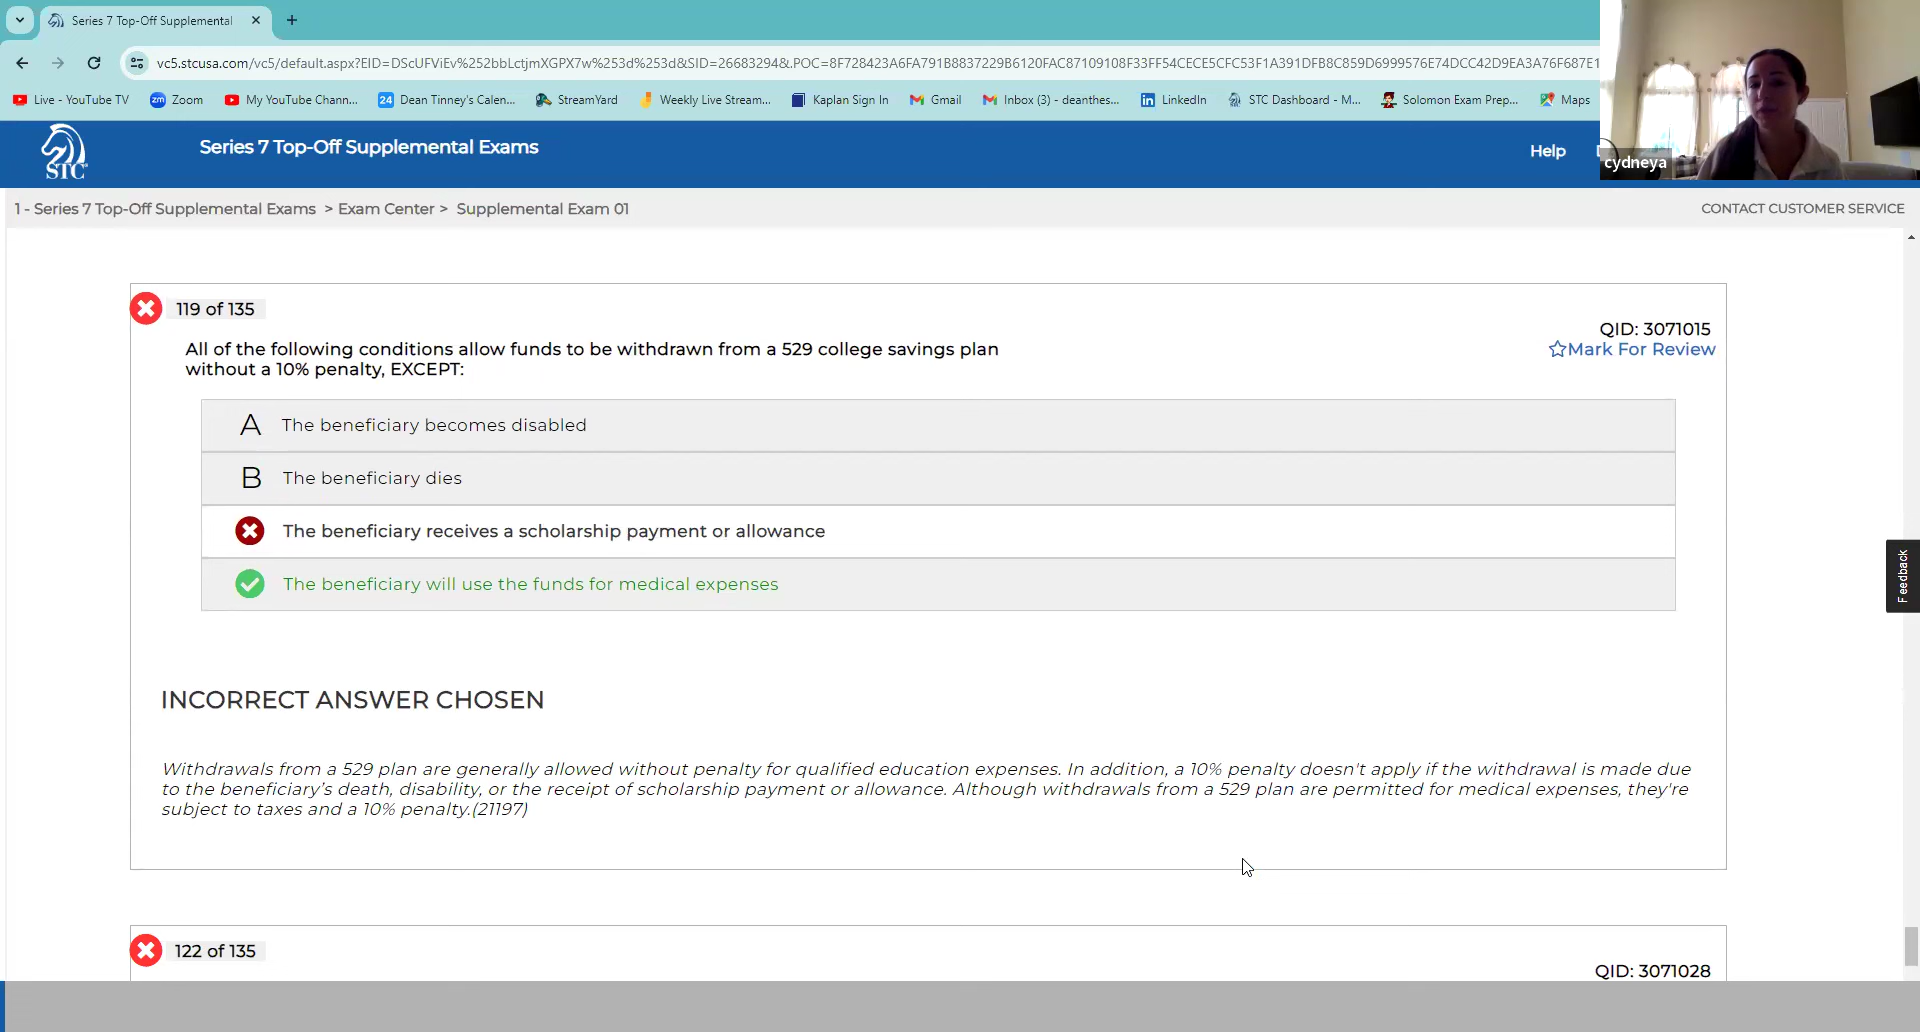 Series 7 Top-Off Supplemental
vc5.stcusa.com/vc5/default.aspx?EID=DScUFViEv%252bbLctjmXGPX7w%253d%253d&SID=26683294&.POC=8F728423A6FA791B8837229B6120FAC87109108F33FF54CECE5CFC53F1A391DFB8C859D6999576E74DCC42D9EA3A76F687E1
Live - YouTube TV Zoom My YouTube Chann... 24 Dean Tinney's Calen... StreamYard Weekly Live Stream... Kaplan Sign In Gmail Inbox (3) - deanthes... LinkedIn STC Dashboard - M... Solomon Exam Prep... Maps
STC
Series 7 Top-Off Supplemental Exams
Help
cydneya
1 - Series 7 Top-Off Supplemental Exams > Exam Center > Supplemental Exam 01
CONTACT CUSTOMER SERVICE
119 of 135
QID: 3071015
Mark For Review
All of the following conditions allow funds to be withdrawn from a 529 college savings plan
without a 10% penalty, EXCEPT:
A The beneficiary becomes disabled
B The beneficiary dies
The beneficiary receives a scholarship payment or allowance
The beneficiary will use the funds for medical expenses
Feedback
INCORRECT ANSWER CHOSEN
Withdrawals from a 529 plan are generally allowed without penalty for qualified education expenses. In addition, a 10% penalty doesn't apply if the withdrawal is made due
to the beneficiary's death, disability, or the receipt of scholarship payment or allowance. Although withdrawals from a 529 plan are permitted for medical expenses, they're
subject to taxes and a 10% penalty.(21197)
122 of 135
QID: 3071028